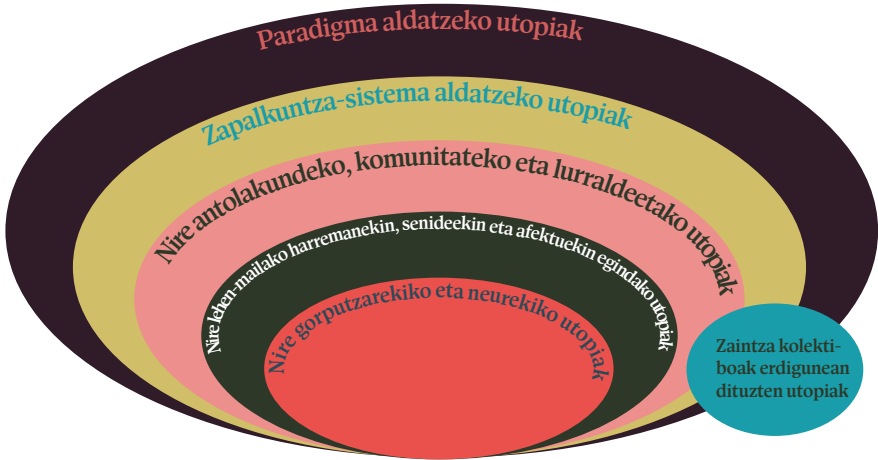 Paradigma aldatzeko utopiak
Zapalkuntza-sistema aldatzeko utopiak
Nire antolakundeko, komunitateko eta lurraldeetako utopiak
Nire lehen-mailako harremanekin, senideekin eta afektuekin egindako utopiak
Nire gorputzarekiko eta neurekiko utopiak
Zaintza kolekti-
boak erdigunean
dituzten utopiak